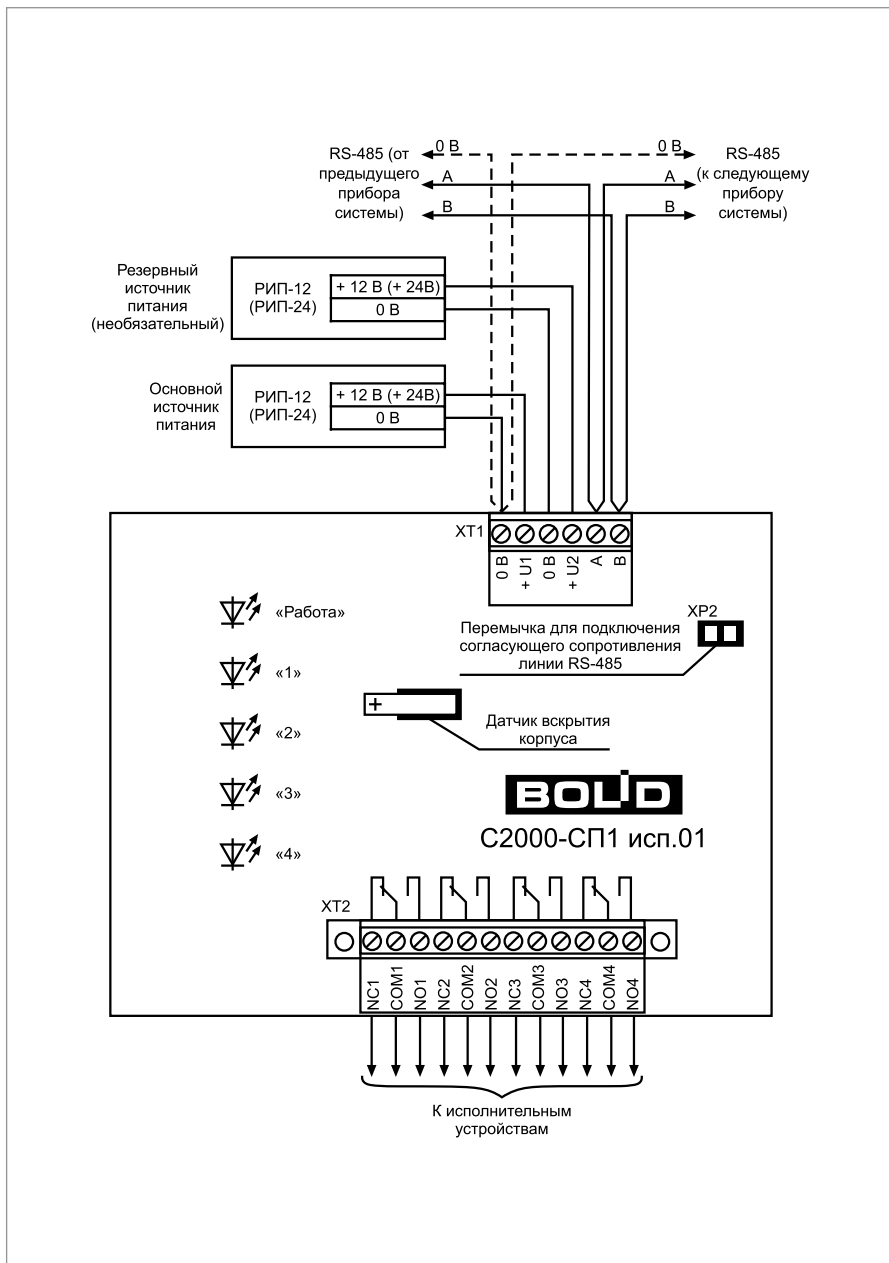 0 В
0 В
RS-485 (от
предыдущего
прибора
системы)
A
B
A
B
RS-485
(к следующему
прибору
системы)
Резервный
источник
питания
(необязательный)
РИП-12
(РИП-24)
+ 12 В (+ 24В)
0 В
Основной
источник
питания
РИП-12
(РИП-24)
+ 12 В (+ 24В)
0 В
XT1
0 В
+ U1
0 В
+ U2
A
B
«Работа»
«1»
«2»
«3»
«4»
XP2
Перемычка для подключения
согласующего сопротивления
линии RS-485
+
Датчик вскрытия
корпуса
BOLID
С2000-СП1 исп.01
XT2
NC1
COM1
NO1
NC2
COM2
NO2
NC3
COM3
NO3
NC4
COM4
NO4
К исполнительным
устройствам